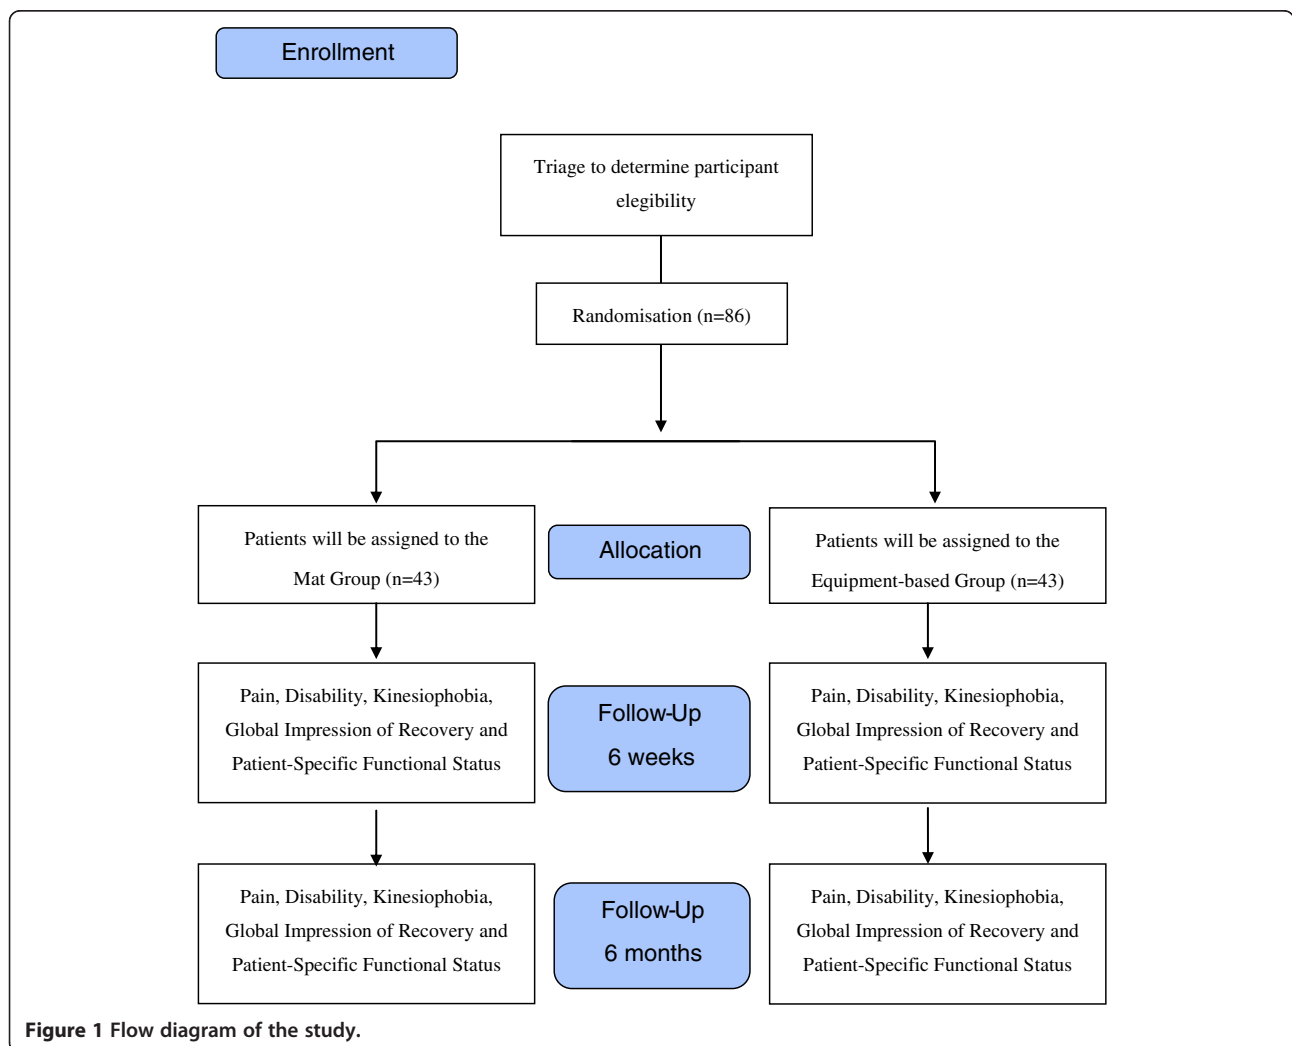 Enrollment
Triage to determine participant
elegibility
Randomisation (n=86)
Patients will be assigned to the
Mat Group (n=43)
Allocation
Patients will be assigned to the
Equipment-based Group (n=43)
Pain, Disability, Kinesiophobia,
Global Impression of Recovery and
Patient-Specific Functional Status
Follow-Up
6 weeks
Pain, Disability, Kinesiophobia,
Global Impression of Recovery and
Patient-Specific Functional Status
Pain, Disability, Kinesiophobia,
Global Impression of Recovery and
Patient-Specific Functional Status
Follow-Up
6 months
Pain, Disability, Kinesiophobia,
Global Impression of Recovery and
Patient-Specific Functional Status
Figure 1 Flow diagram of the study.